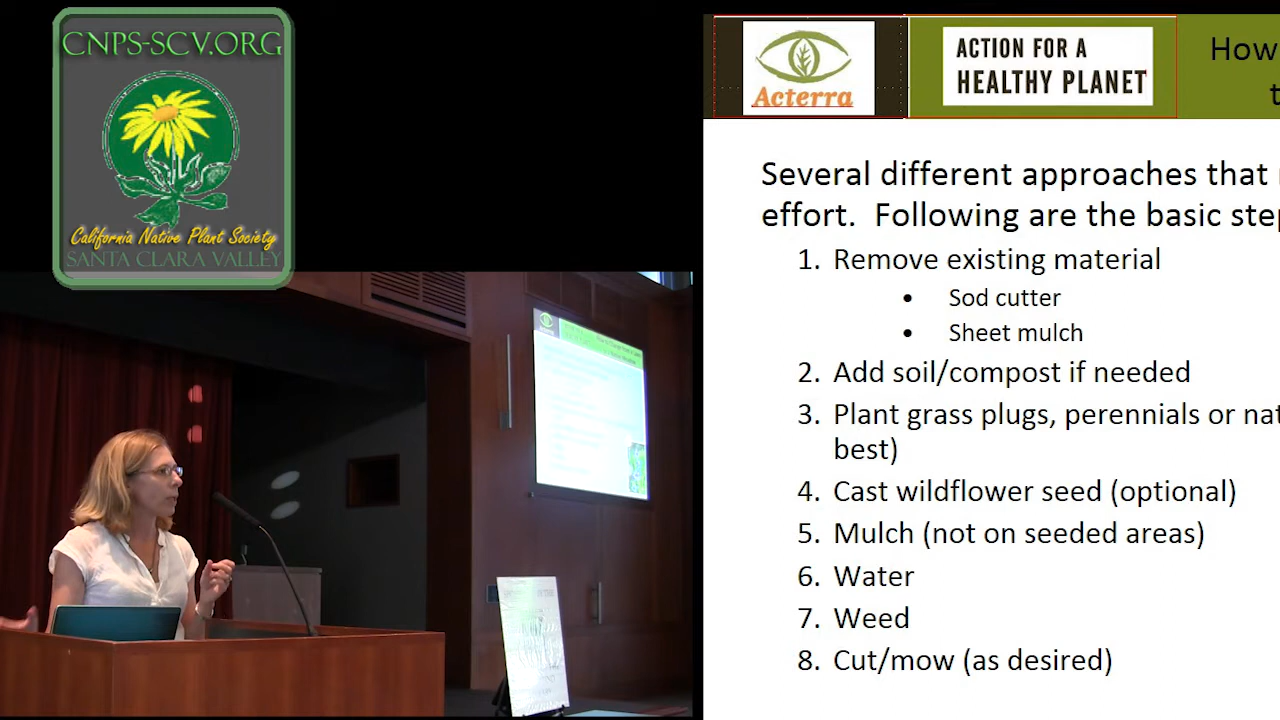 CNPS-SCV.ORG
California Native Plant Society
SANTA CLARA VALLEY
Acterra
ACTION FOR A
HEALTHY PLANET
How
t
Several different approaches that
effort. Following are the basic step
1. Remove existing material
• Sod cutter
• Sheet mulch
2. Add soil/compost if needed
3. Plant grass plugs, perennials or nat
best)
4. Cast wildflower seed (optional)
5. Mulch (not on seeded areas)
6. Water
7. Weed
8. Cut/mow (as desired)